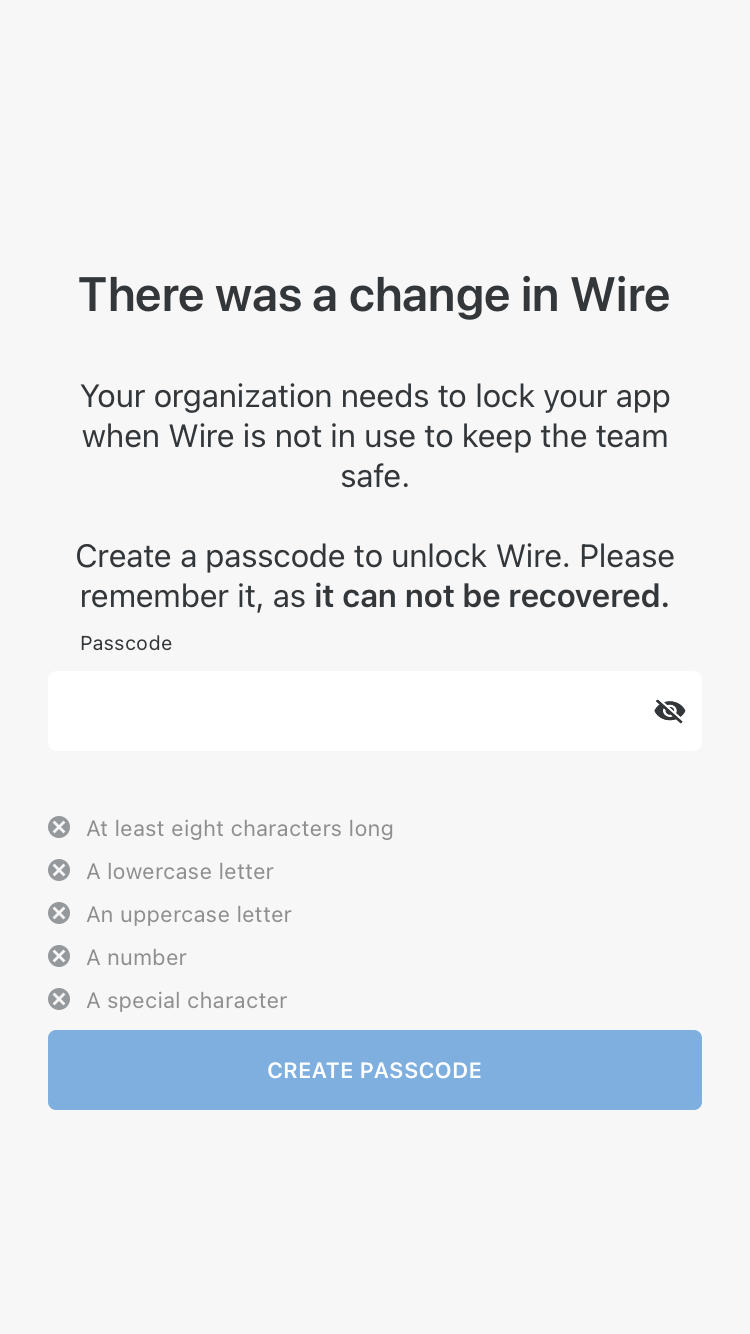 There was a change in Wire
Your organization needs to lock your app
when Wire is not in use to keep the team
safe.
Create a passcode to unlock Wire. Please
remember it, as it can not be recovered.
Passcode
At least eight characters long
A lowercase letter
An uppercase letter
A number
A special character
CREATE PASSCODE